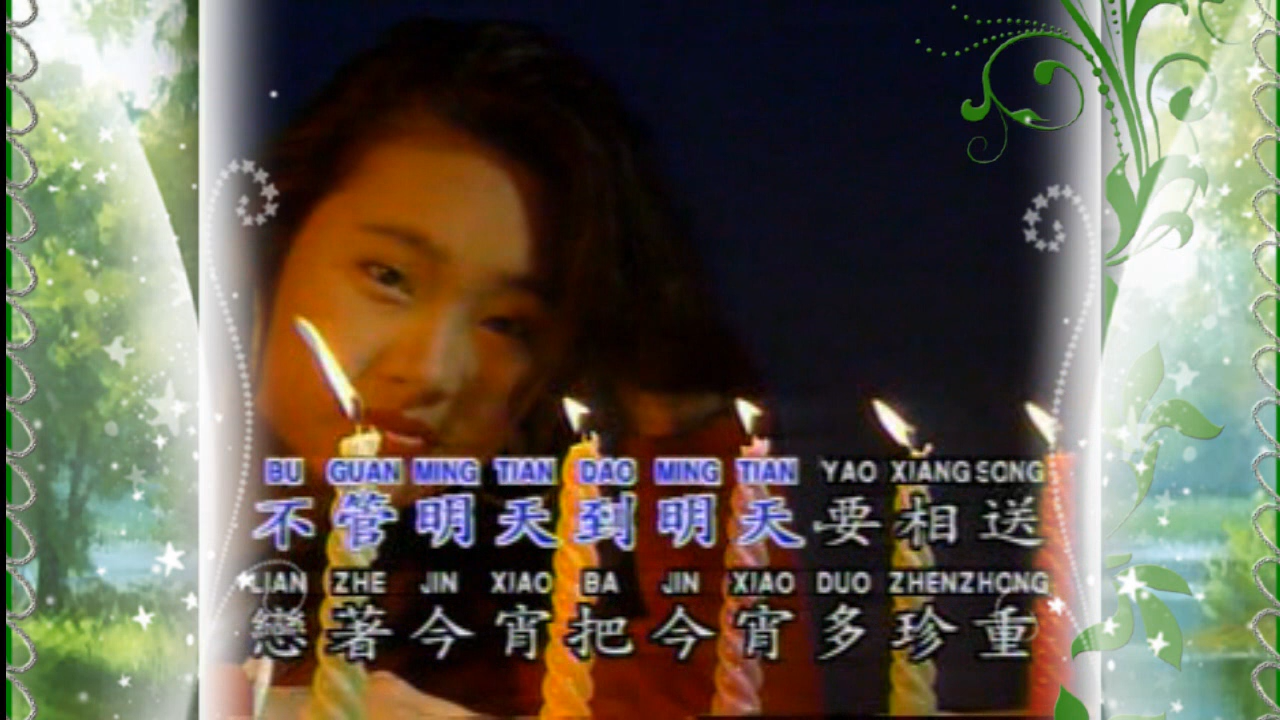 BU GUAN MING TIAN DAO MING TIAN YAO XIANG SONG
不管明天到明天要相送
LIAN ZHE JIN XIAO BA JIN XIAO DUO ZHEN ZHONG
戀著今宵把今宵多珍重